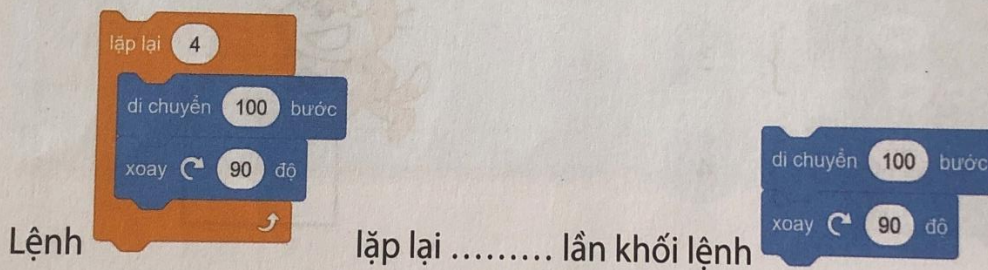 lặp lại 4
di chuyển 100 bước
xoay 90 độ
Lệnh lặp lại ......... lần khối lệnh
di chuyển 100 bước
xoay 90 độ